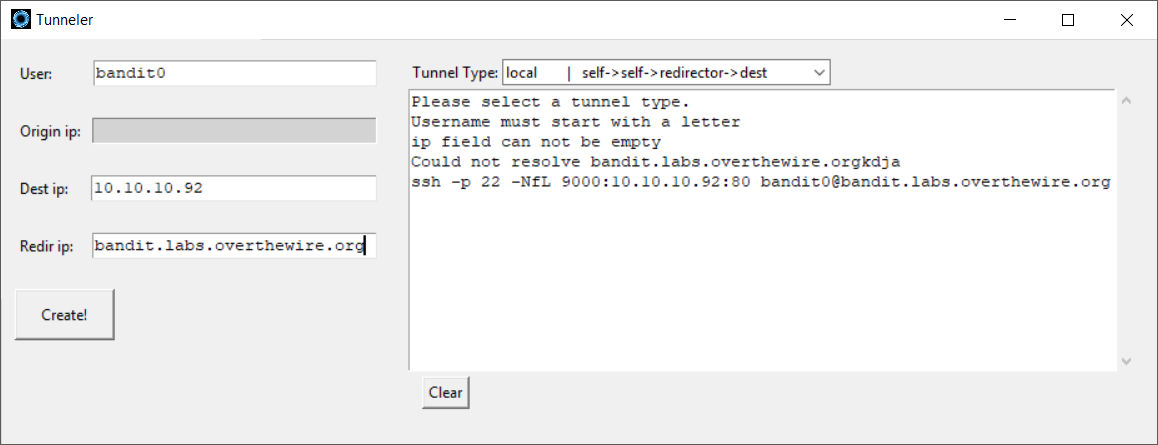 Tunneler
User: bandit0
Origin ip:
Dest ip: 10.10.10.92
Redir ip: bandit.labs.overthewire.org
Create!
Tunnel Type: local | self->self->redirector->dest
Please select a tunnel type.
Username must start with a letter
ip field can not be empty
Could not resolve bandit.labs.overthewire.orgkdja
ssh -p 22 -NfL 9000:10.10.10.92:80 bandit0@bandit.labs.overthewire.org
Clear